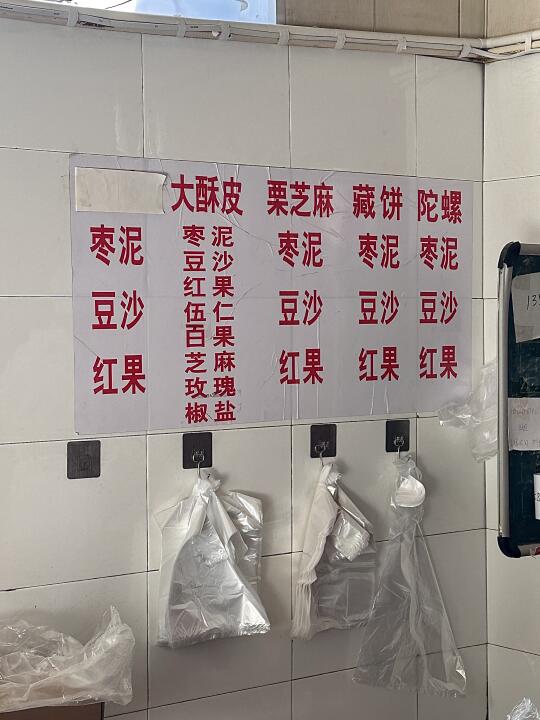 大酥皮 栗芝麻 藏饼 陀螺
枣泥 枣泥 枣泥 枣泥 枣泥
豆沙 豆沙 豆沙 豆沙 豆沙
红果 红果 红果 红果 红果
伍仁
百果
芝麻
玫瑰
椒盐
135